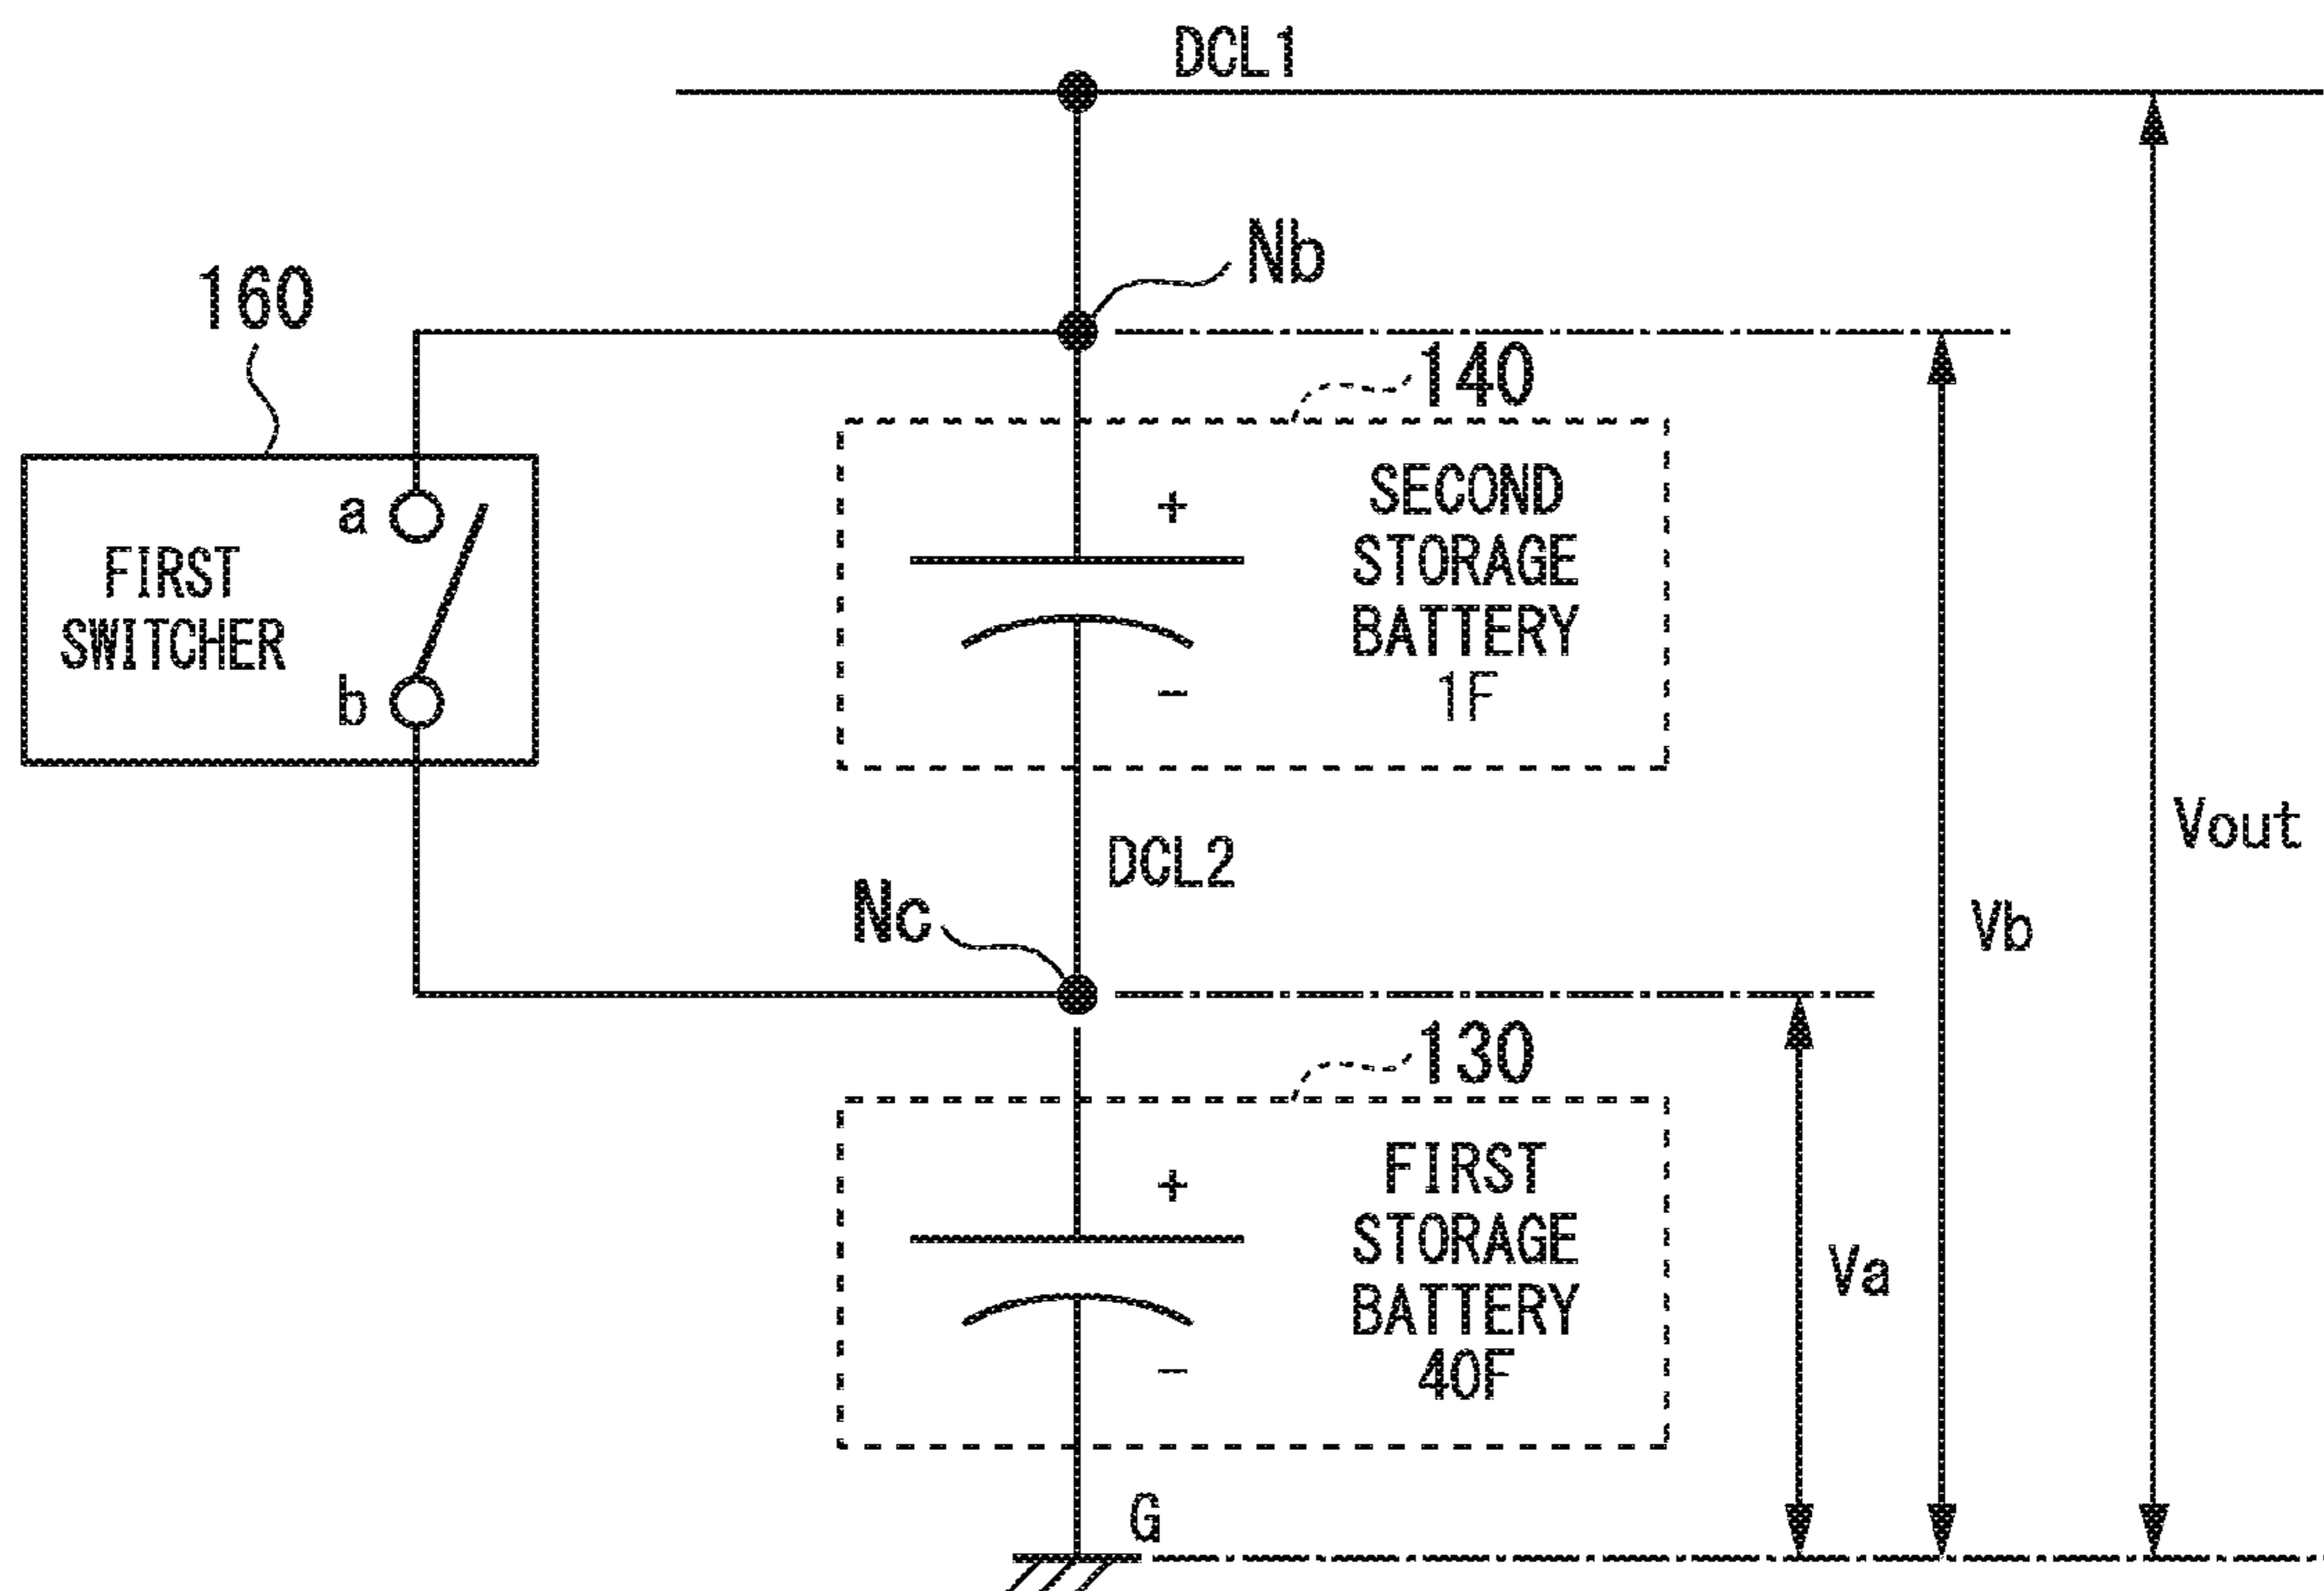 DCL1
Nb
160
140
a
FIRST
SWITCHER
b
+
SECOND
STORAGE
BATTERY
1F
-
Vout
DCL2
Nc
Vb
130
+
FIRST
STORAGE
BATTERY
40F
-
Va
G